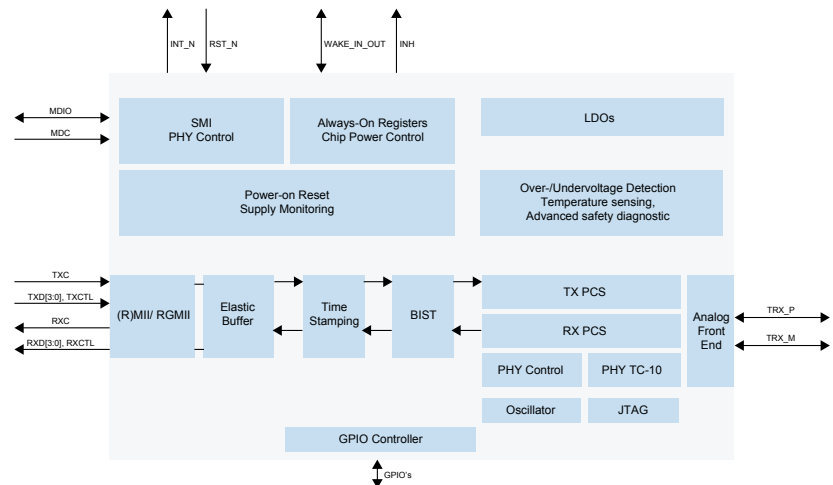 INT_N
RST_N
WAKE_IN_OUT
INH
MDIO
MDC
SMI
PHY Control
Always-On Registers
Chip Power Control
LDOs
Power-on Reset
Supply Monitoring
Over-/Undervoltage Detection
Temperature sensing,
Advanced safety diagnostic
TXC
TXD[3:0], TXCTL
RXC
RXD[3:0], RXCTL
(R)MII/ RGMII
Elastic
Buffer
Time
Stamping
BIST
TX PCS
RX PCS
PHY Control
PHY TC-10
Oscillator
JTAG
Analog
Front
End
TRX_P
TRX_M
GPIO Controller
GPIO's